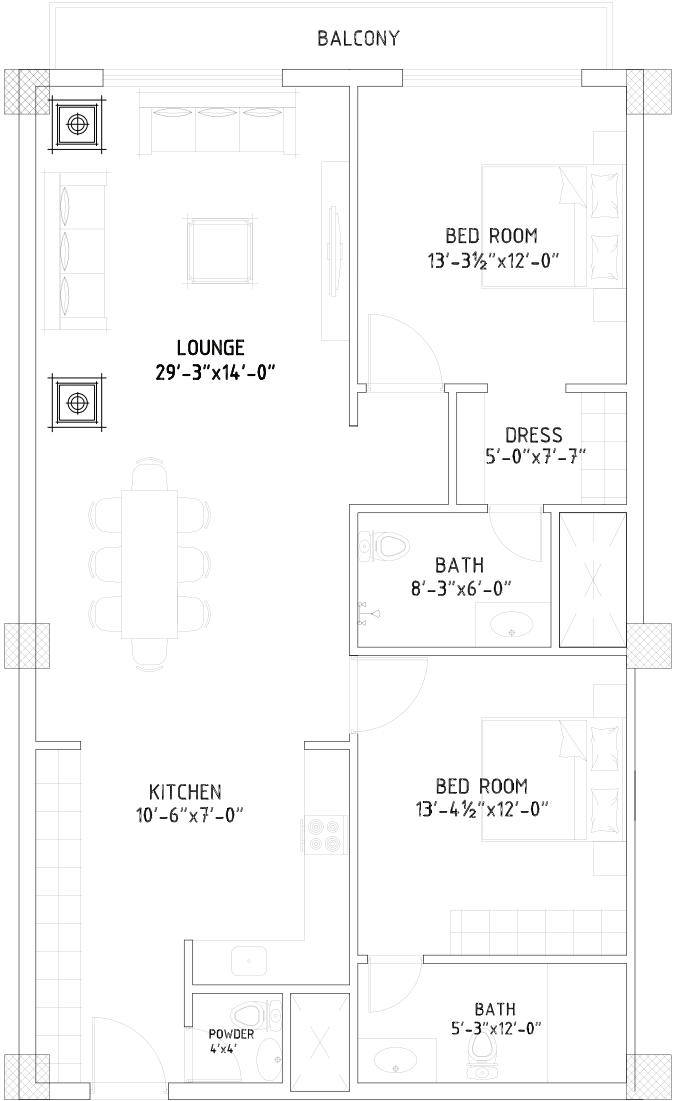 BALCONY
BED ROOM
13'-3½"x12'-0"
LOUNGE
29'-3"x14'-0"
DRESS
5'-0"x7'-7"
BATH
8'-3"x6'-0"
KITCHEN
10'-6"x7'-0"
BED ROOM
13'-4½"x12'-0"
BATH
5'-3"x12'-0"
POWDER
4'x4'